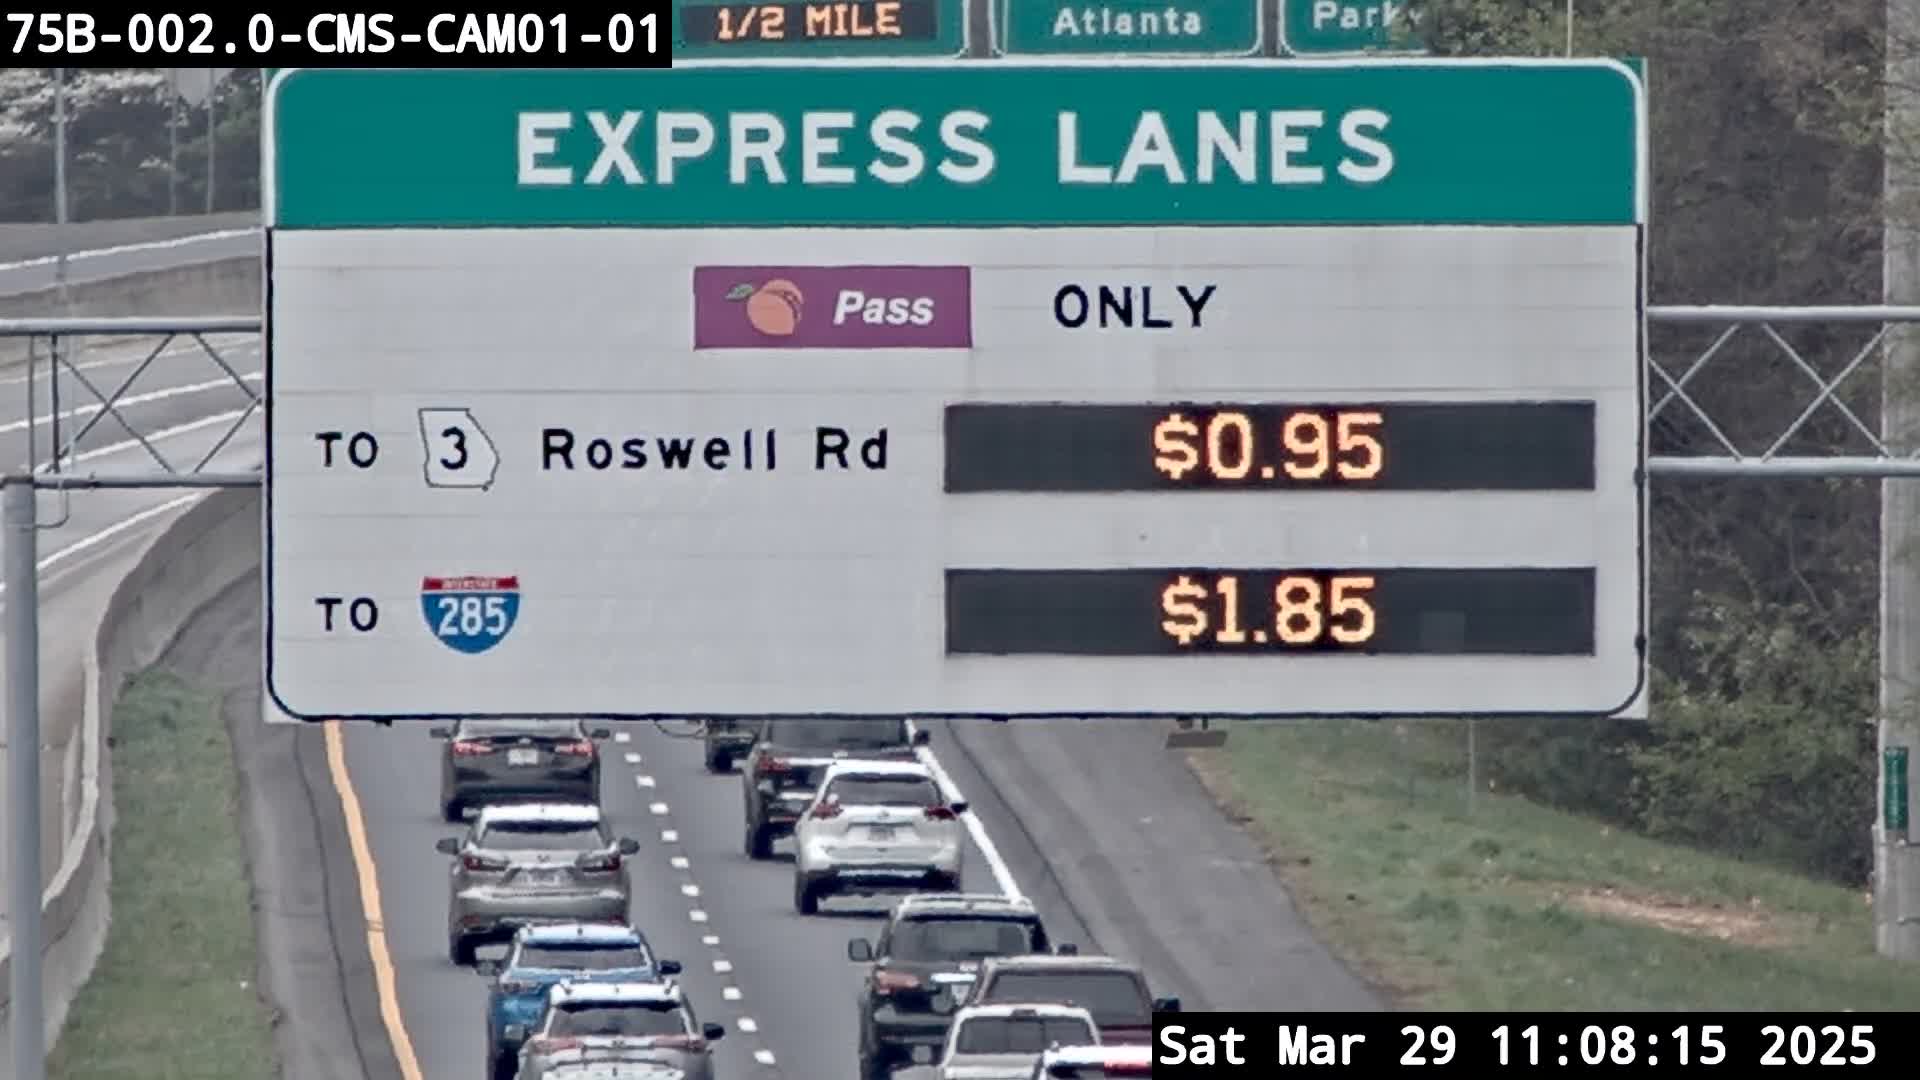 75B-002.0-CMS-CAM01-01
1/2 MILE
Atlanta
EXPRESS LANES
Pass ONLY
TO 3 Roswell Rd $0.95
TO INTERSTATE 285 $1.85
Sat Mar 29 11:08:15 2025